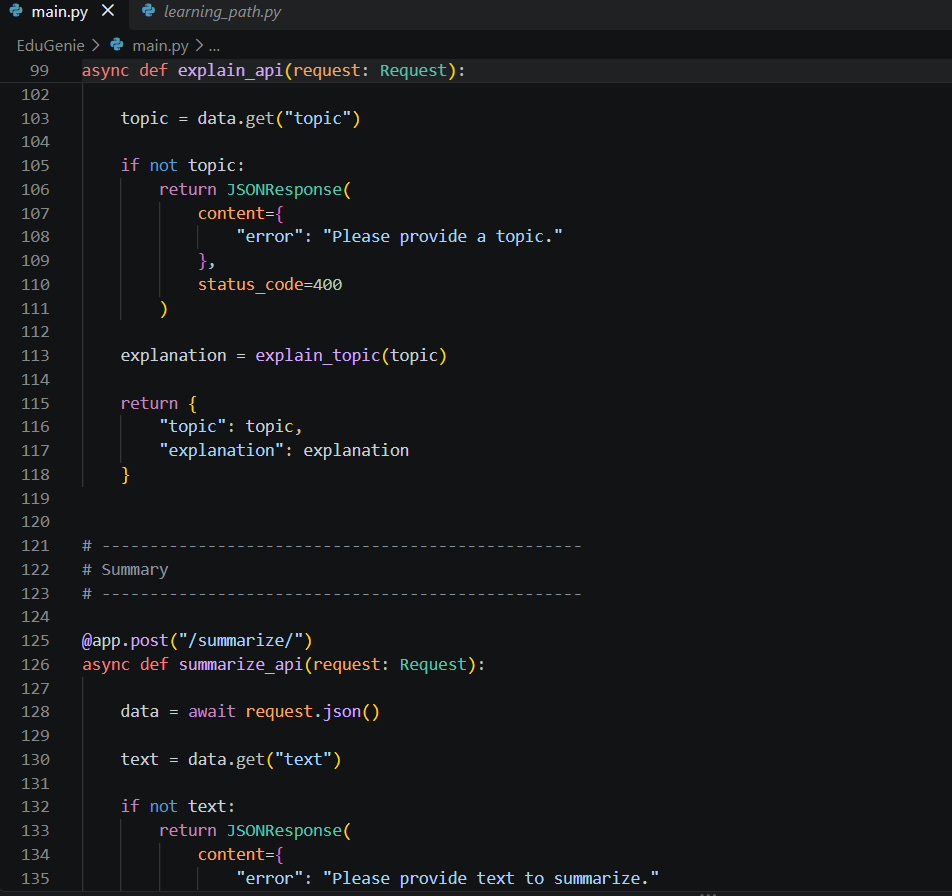 main.py ×
learning_path.py
EduGenie > main.py > ...
99 async def explain_api(request: Request):
102
103     topic = data.get("topic")
104
105     if not topic:
106         return JSONResponse(
107             content={
108                 "error": "Please provide a topic."
109             },
110             status_code=400
111         )
112
113     explanation = explain_topic(topic)
114
115     return {
116         "topic": topic,
117         "explanation": explanation
118     }
119
120
121 # --------------------------------------------------
122 # Summary
123 # --------------------------------------------------
124
125 @app.post("/summarize/")
126 async def summarize_api(request: Request):
127
128     data = await request.json()
129
130     text = data.get("text")
131
132     if not text:
133         return JSONResponse(
134             content={
135                 "error": "Please provide text to summarize."